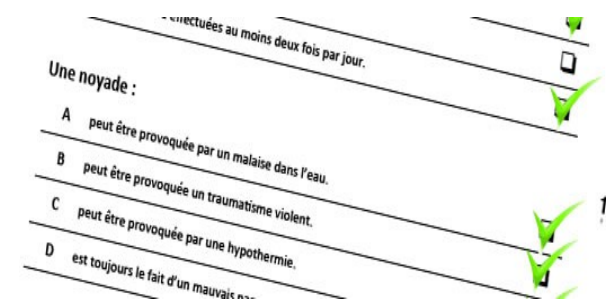 effectuées au moins deux fois par jour.
Une noyade :
A peut être provoquée par un malaise dans l'eau.
B peut être provoquée un traumatisme violent.
C peut être provoquée par une hypothermie.
D est toujours le fait d'un mauvais
1